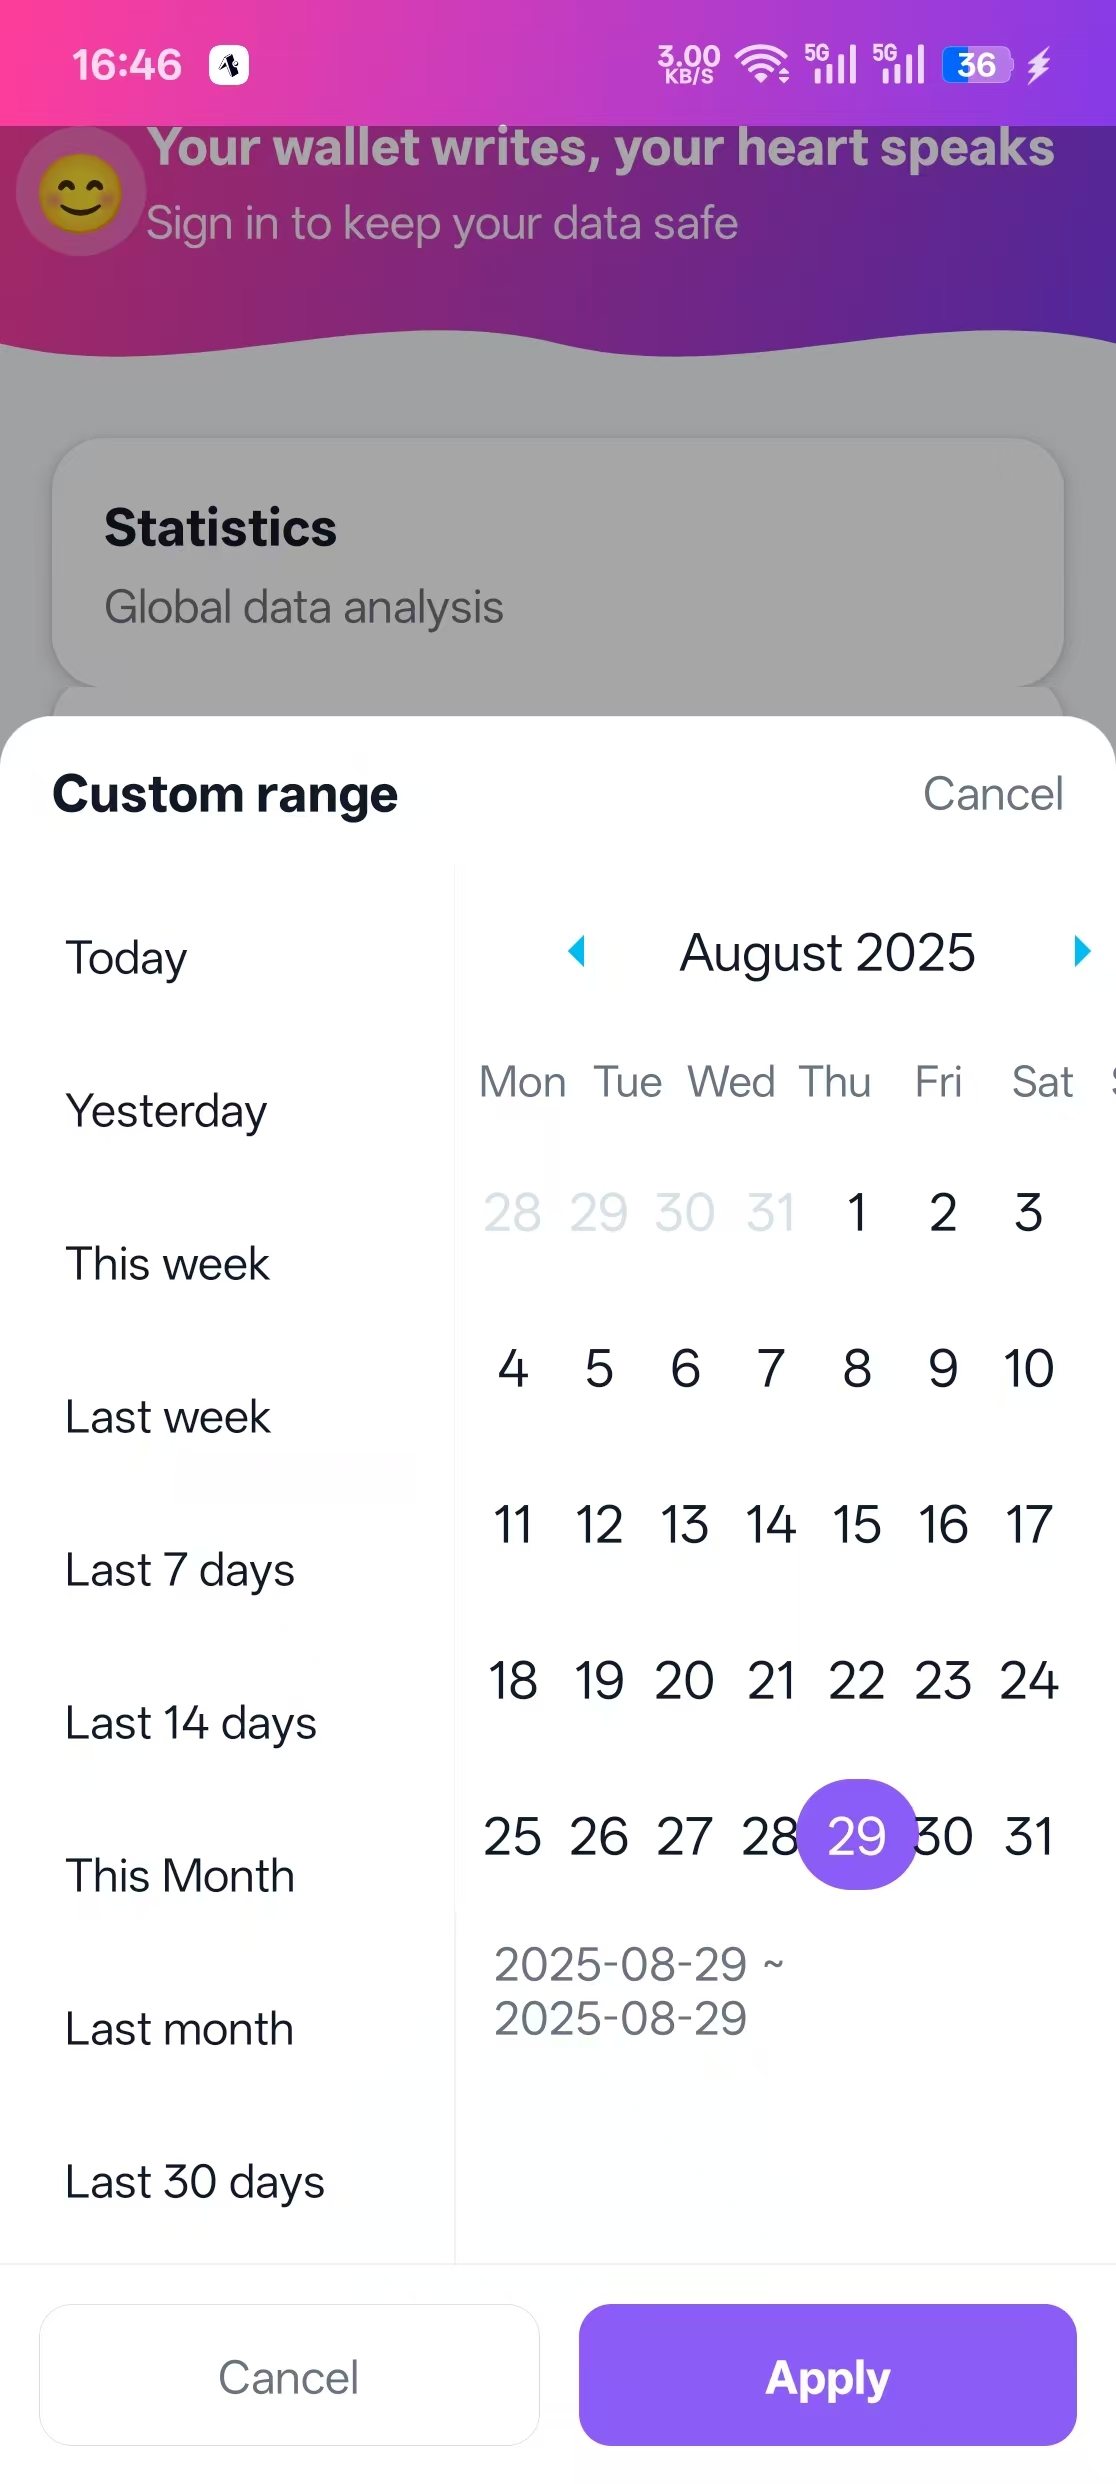 16:46
3.00 KB/S 5G 5G 36
Your wallet writes, your heart speaks
Sign in to keep your data safe
Statistics
Global data analysis
Custom range
Cancel
Today
Yesterday
This week
Last week
Last 7 days
Last 14 days
This Month
Last month
Last 30 days
August 2025
Mon Tue Wed Thu Fri Sat
28 29 30 31 1 2 3
4 5 6 7 8 9 10
11 12 13 14 15 16 17
18 19 20 21 22 23 24
25 26 27 28 29 30 31
2025-08-29 ~
2025-08-29
Cancel
Apply